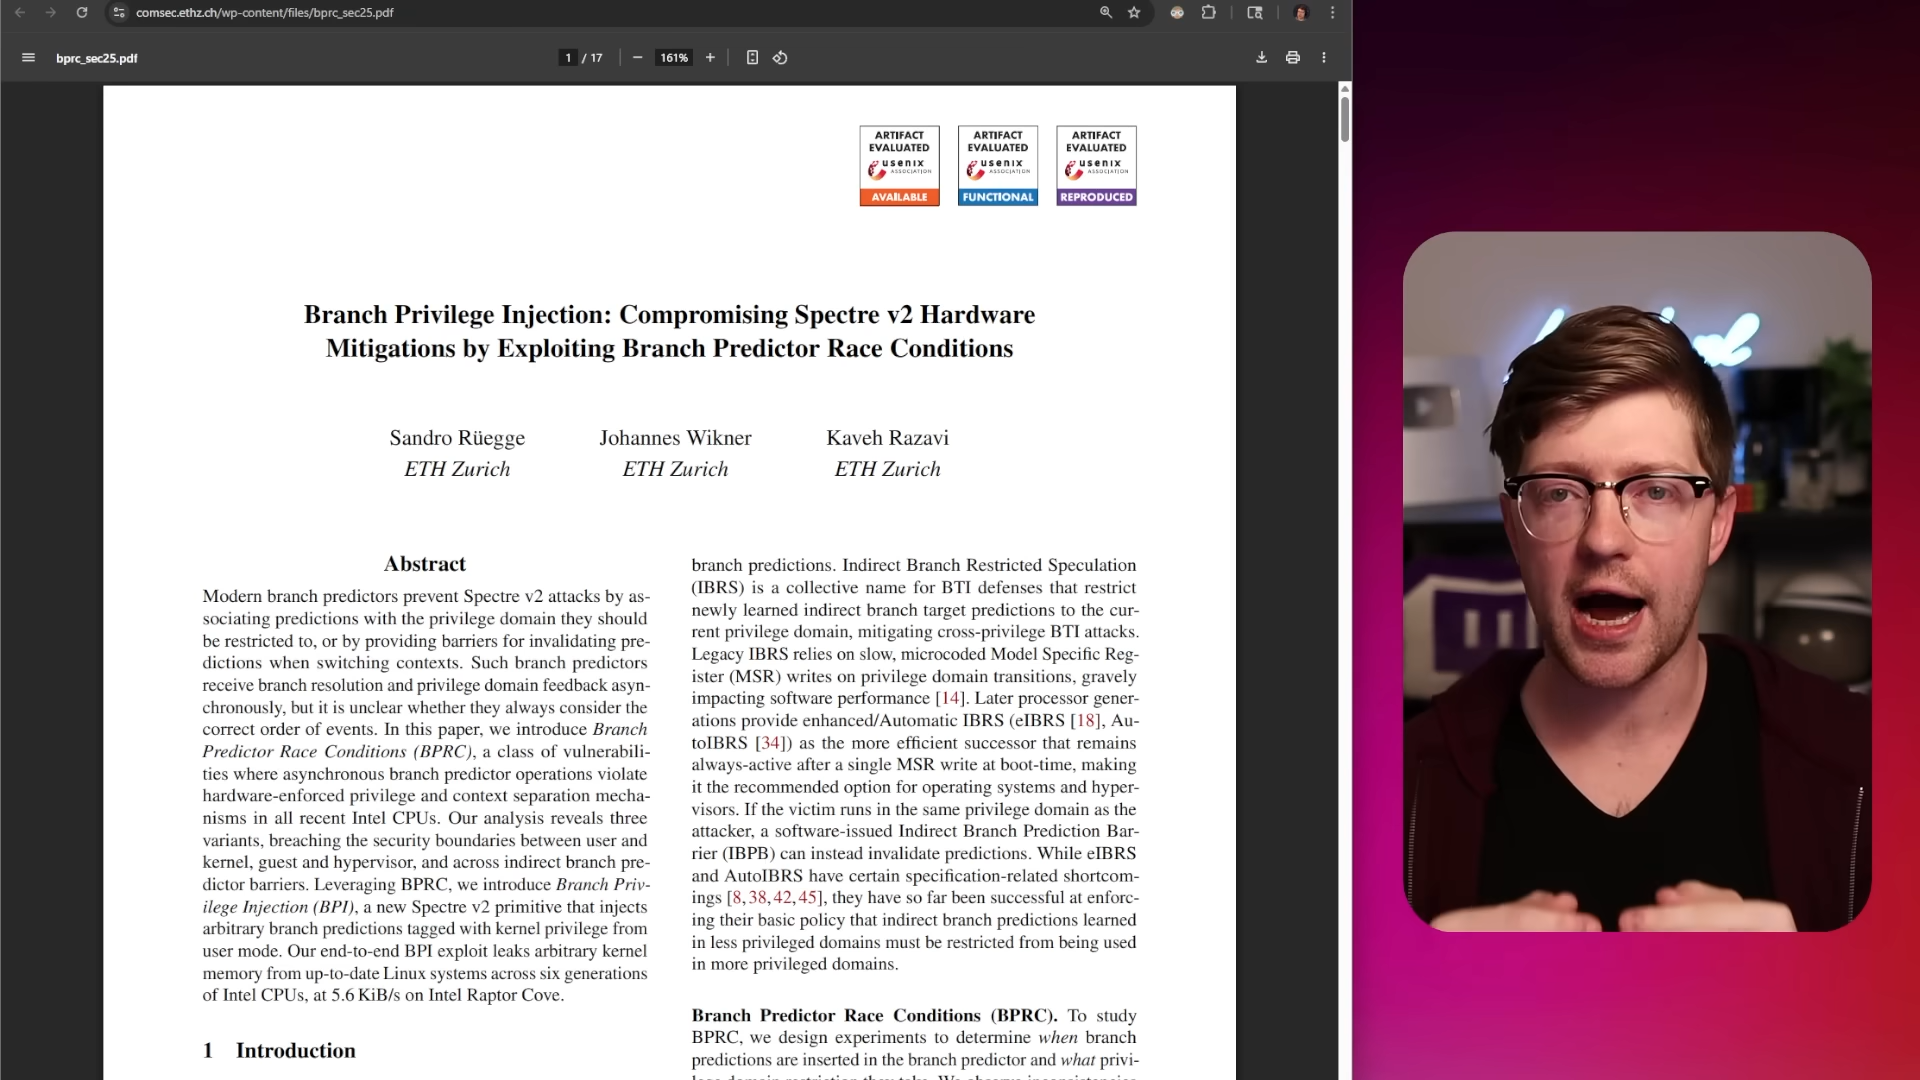 comsec.ethz.ch/wp-content/files/bprc_sec25.pdf
bprc_sec25.pdf
1 / 17
161%
ARTIFACT
EVALUATED
usenix
ASSOCIATION
AVAILABLE
ARTIFACT
EVALUATED
usenix
ASSOCIATION
FUNCTIONAL
ARTIFACT
EVALUATED
usenix
ASSOCIATION
REPRODUCED
Branch Privilege Injection: Compromising Spectre v2 Hardware
Mitigations by Exploiting Branch Predictor Race Conditions
Sandro Rüegge
ETH Zurich
Johannes Wikner
ETH Zurich
Kaveh Razavi
ETH Zurich
Abstract
Modern branch predictors prevent Spectre v2 attacks by as-
sociating predictions with the privilege domain they should
be restricted to, or by providing barriers for invalidating pre-
dictions when switching contexts. Such branch predictors
receive branch resolution and privilege domain feedback asyn-
chronously, but it is unclear whether they always consider the
correct order of events. In this paper, we introduce Branch
Predictor Race Conditions (BPRC), a class of vulnerabili-
ties where asynchronous branch predictor operations violate
hardware-enforced privilege and context separation mecha-
nisms in all recent Intel CPUs. Our analysis reveals three
variants, breaching the security boundaries between user and
kernel, guest and hypervisor, and across indirect branch pre-
dictor barriers. Leveraging BPRC, we introduce Branch Priv-
ilege Injection (BPI), a new Spectre v2 primitive that injects
arbitrary branch predictions tagged with kernel privilege from
user mode. Our end-to-end BPI exploit leaks arbitrary kernel
memory from up-to-date Linux systems across six generations
of Intel CPUs, at 5.6 KiB/s on Intel Raptor Cove.
1 Introduction
branch predictions. Indirect Branch Restricted Speculation
(IBRS) is a collective name for BTI defenses that restrict
newly learned indirect branch target predictions to the cur-
rent privilege domain, mitigating cross-privilege BTI attacks.
Legacy IBRS relies on slow, microcoded Model Specific Reg-
ister (MSR) writes on privilege domain transitions, gravely
impacting software performance [14]. Later processor gener-
ations provide enhanced/Automatic IBRS (eIBRS [18], Au-
toIBRS [34]) as the more efficient successor that remains
always-active after a single MSR write at boot-time, making
it the recommended option for operating systems and hyper-
visors. If the victim runs in the same privilege domain as the
attacker, a software-issued Indirect Branch Prediction Bar-
rier (IBPB) can instead invalidate predictions. While eIBRS
and AutoIBRS have certain specification-related shortcom-
ings [8,38,42,45], they have so far been successful at enforc-
ing their basic policy that indirect branch predictions learned
in less privileged domains must be restricted from being used
in more privileged domains.
Branch Predictor Race Conditions (BPRC). To study
BPRC, we design experiments to determine when branch
predictions are inserted in the branch predictor and what privi-